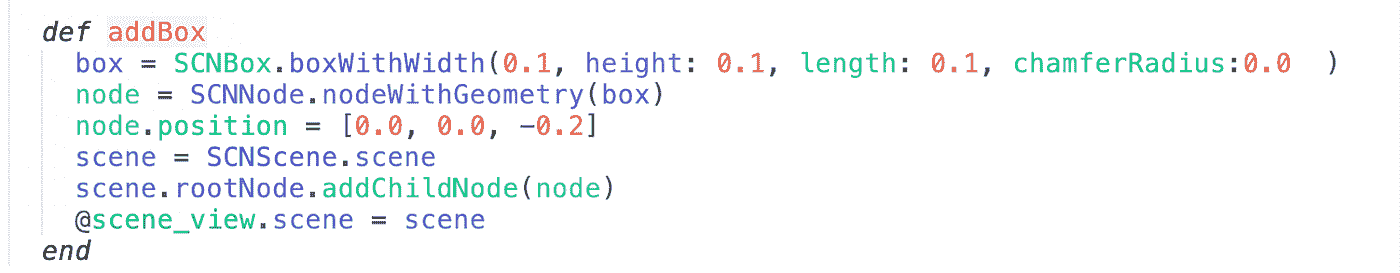 def addBox
  box = SCNBox.boxWithWidth(0.1, height: 0.1, length: 0.1, chamferRadius:0.0  )
  node = SCNNode.nodeWithGeometry(box)
  node.position = [0.0, 0.0, -0.2]
  scene = SCNScene.scene
  scene.rootNode.addChildNode(node)
  @scene_view.scene = scene
end